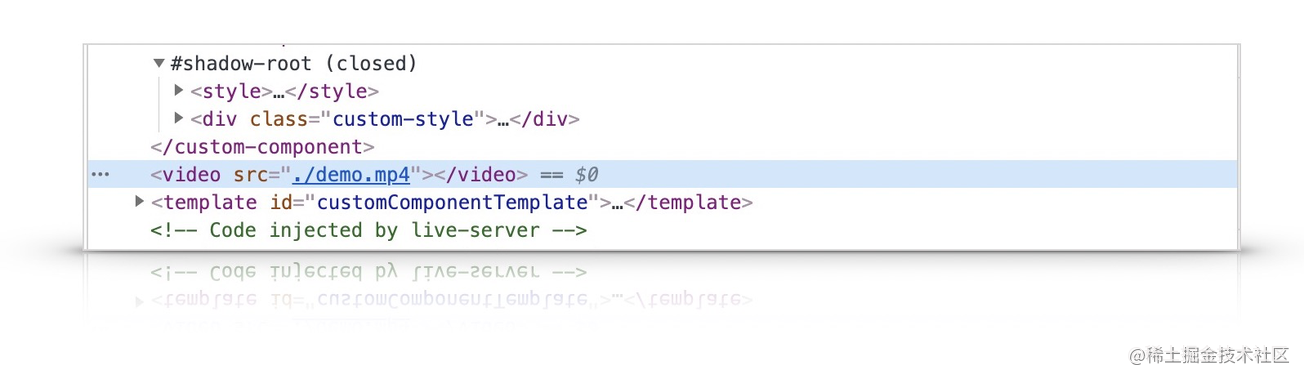 #shadow-root (closed)
<style>…</style>
<div class="custom-style">…</div>
</custom-component>
<video src="./demo.mp4"></video> == $0
<template id="customComponentTemplate">…</template>
<!-- Code injected by live-server -->
@稀土掘金技术社区